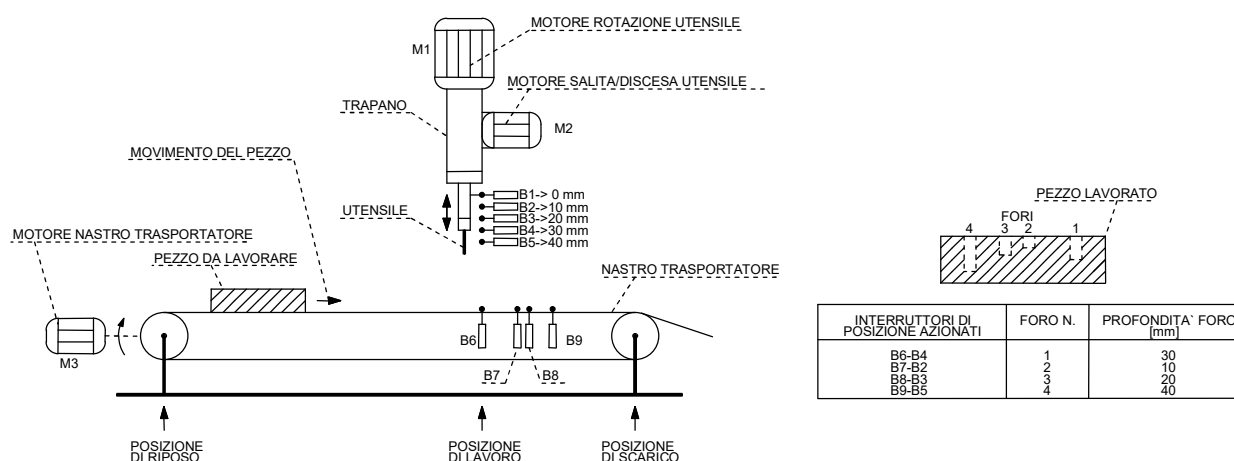 MOTORE ROTAZIONE UTENSILE
M1
MOTORE SALITA/DISCESA UTENSILE
TRAPANO
M2
MOVIMENTO DEL PEZZO
B1-> 0 mm
B2->10 mm
B3->20 mm
B4->30 mm
B5->40 mm
UTENSILE
MOTORE NASTRO TRASPORTATORE
PEZZO DA LAVORARE
NASTRO TRASPORTATORE
M3
B6
B9
B7
B8
POSIZIONE
DI RIPOSO
POSIZIONE
DI LAVORO
POSIZIONE
DI SCARICO
PEZZO LAVORATO
FORI
4 3 2 1
INTERRUTTORI DI
POSIZIONE AZIONATI
FORO N.
PROFONDITA` FORO
[mm]
B6-B4 1 30
B7-B2 2 10
B8-B3 3 20
B9-B5 4 40